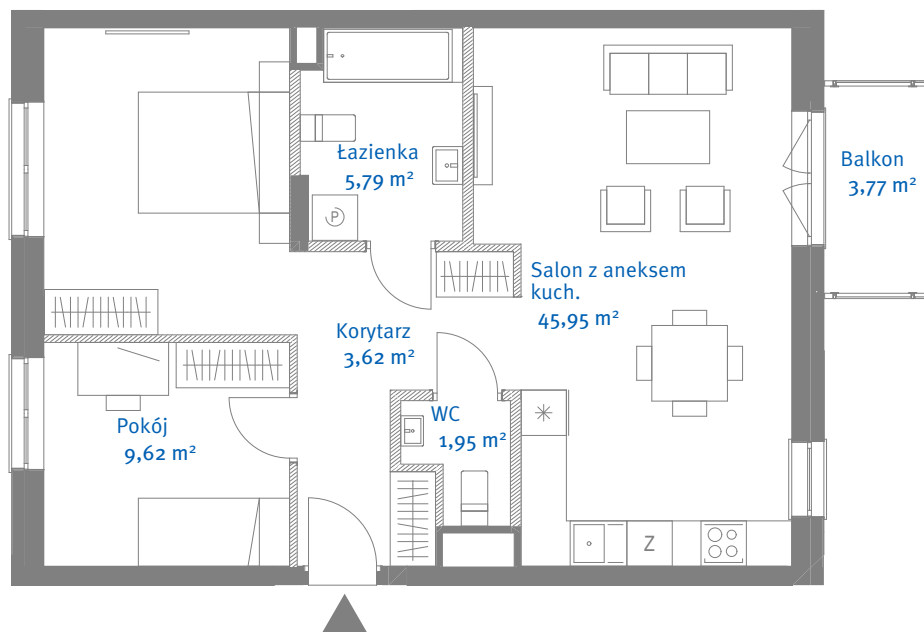 Łazienka
5,79 m²
Balkon
3,77 m²
P
Salon z aneksem
kuch.
45,95 m²
Korytarz
3,62 m²
WC
1,95 m²
Pokój
9,62 m²
Z